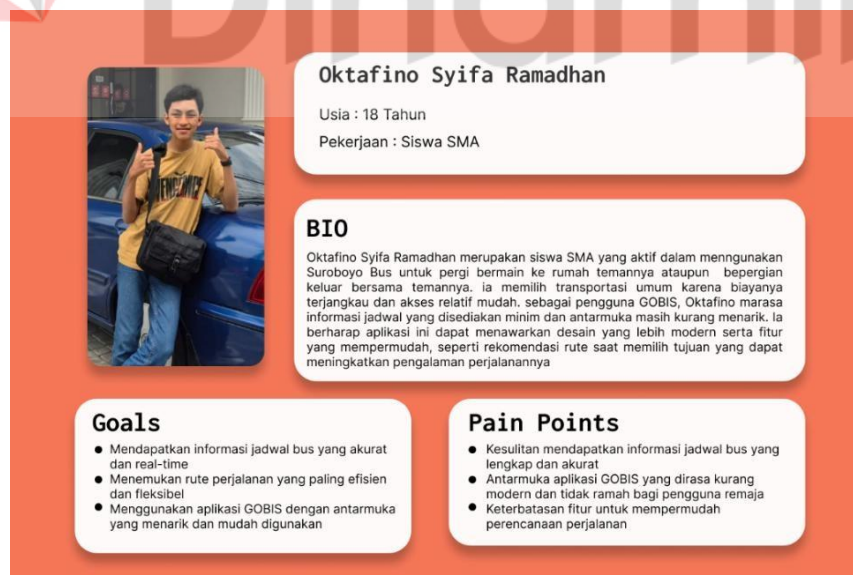 Oktafino Syifa Ramadhan
Usia : 18 Tahun
Pekerjaan : Siswa SMA
BIO
Oktafino Syifa Ramadhan merupakan siswa SMA yang aktif dalam menngunakan
Suroboyo Bus untuk pergi bermain ke rumah temannya ataupun bepergian
keluar bersama temannya. ia memilih transportasi umum karena biayanya
terjangkau dan akses relatif mudah. sebagai pengguna GOBIS, Oktafino marasa
informasi jadwal yang disediakan minim dan antarmuka masih kurang menarik. Ia
berharap aplikasi ini dapat menawarkan desain yang lebih modern serta fitur
yang mempermudah, seperti rekomendasi rute saat memilih tujuan yang dapat
meningkatkan pengalaman perjalanannya
Goals
● Mendapatkan informasi jadwal bus yang akurat
dan real-time
● Menemukan rute perjalanan yang paling efisien
dan fleksibel
● Menggunakan aplikasi GOBIS dengan antarmuka
yang menarik dan mudah digunakan
Pain Points
● Kesulitan mendapatkan informasi jadwal bus yang
lengkap dan akurat
● Antarmuka aplikasi GOBIS yang dirasa kurang
modern dan tidak ramah bagi pengguna remaja
● Keterbatasan fitur untuk mempermudah
perencanaan perjalanan